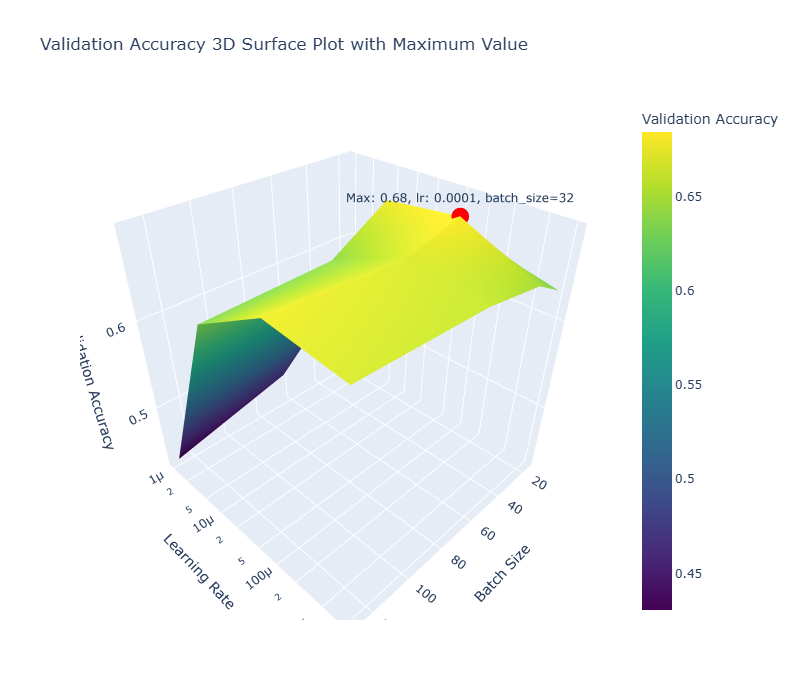 Validation Accuracy 3D Surface Plot with Maximum Value
Validation Accuracy
Max: 0.68, lr: 0.0001, batch_size=32
0.65
0.6
0.55
0.5
0.45
0.6
0.5
lidation Accuracy
1μ
2
5
10μ
2
5
100μ
2
Learning Rate
20
40
60
80
100
Batch Size